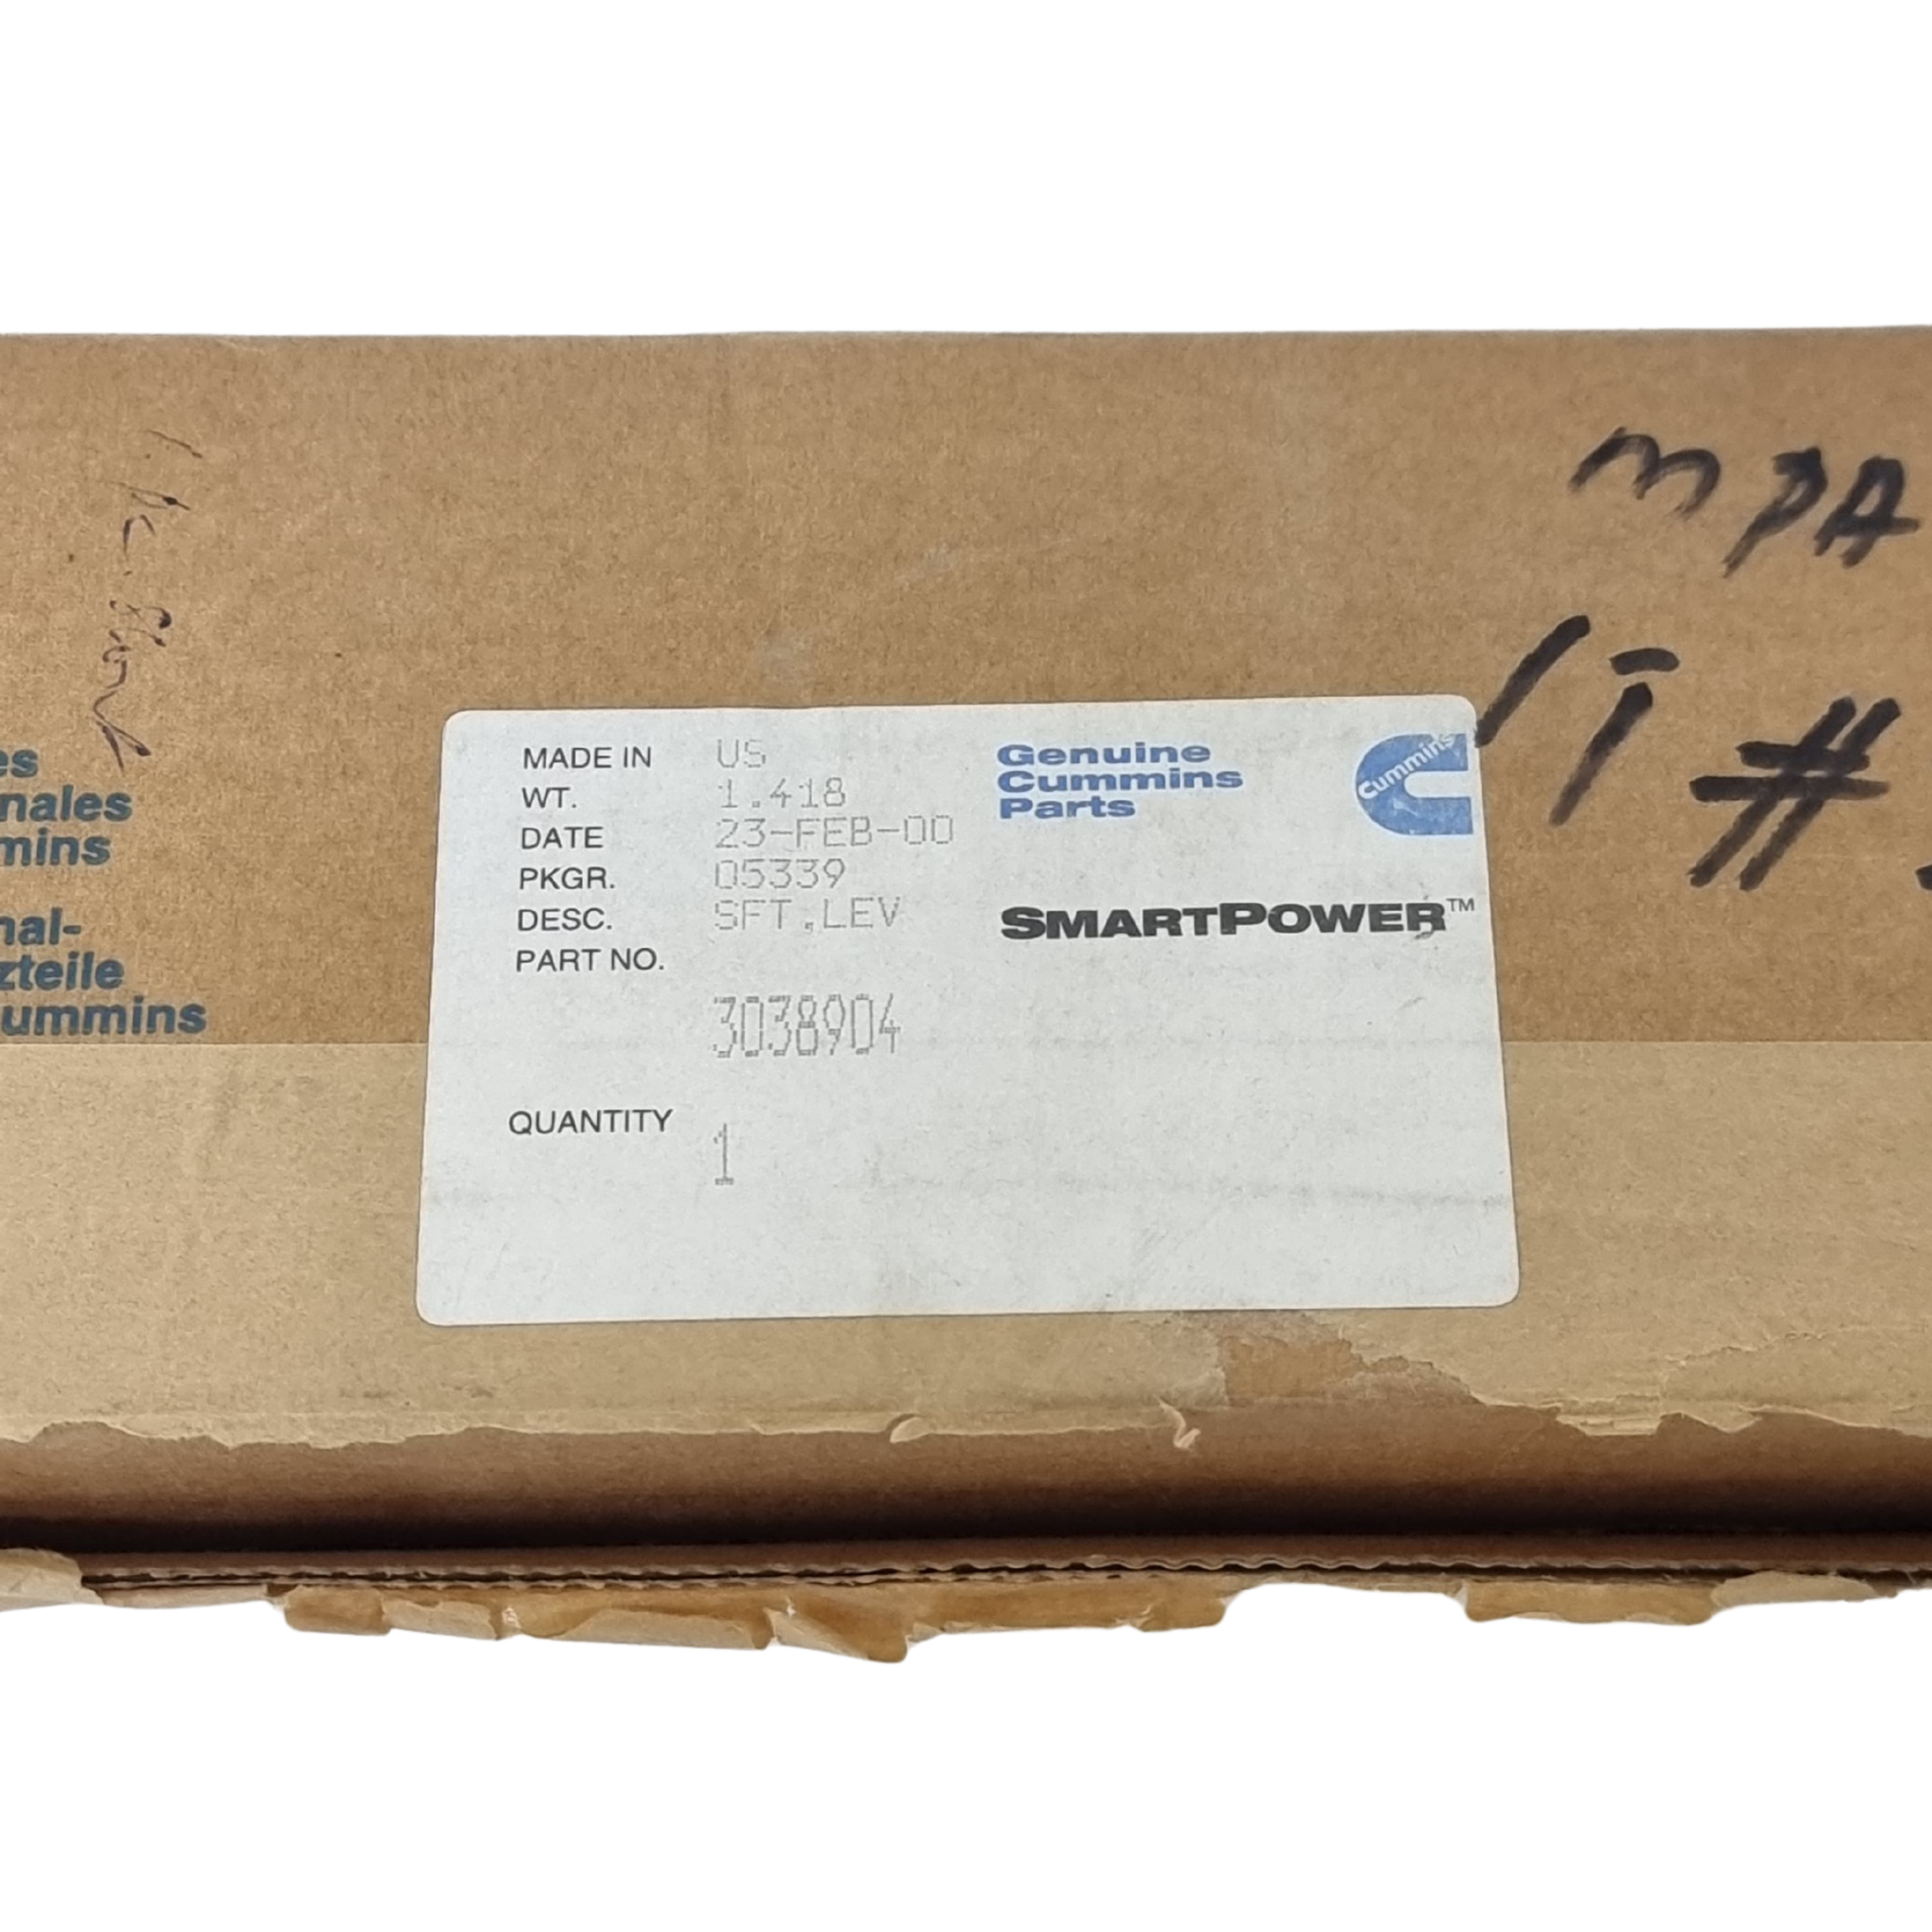 MPA
1T #
es
nales
mins
nal-
zteile
ummins
MADE IN US
WT. 1.418
DATE 23-FEB-00
PKGR. 05339
DESC. SFT,LEV
PART NO.
3038904
QUANTITY
1
Genuine
Cummins
Parts
Cummins
SMARTPOWER™